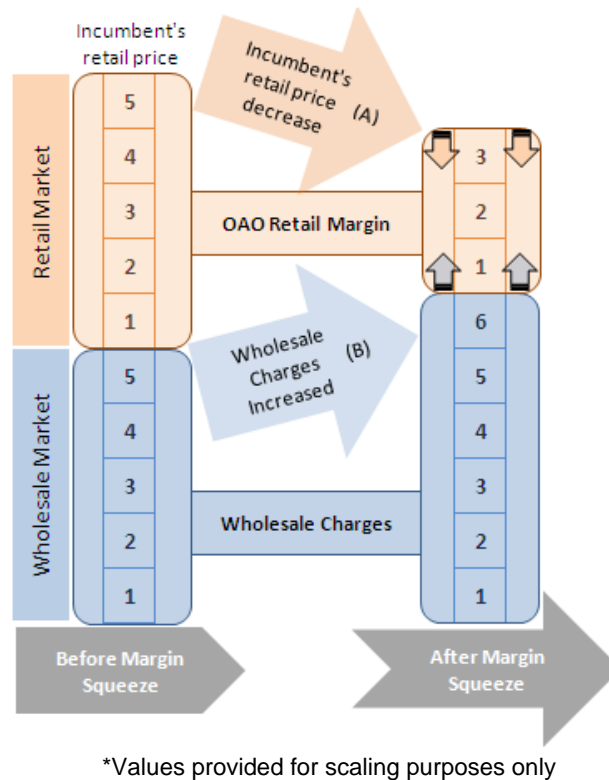 Incumbent's
retail price
Incumbent's
retail price
decrease
(A)
Retail Market
5
4
3
2
1
OAO Retail Margin
3
2
1
Wholesale
Charges
Increased
(B)
Wholesale Market
5
4
3
2
1
Wholesale Charges
6
5
4
3
2
1
Before Margin
Squeeze
After Margin
Squeeze
*Values provided for scaling purposes only